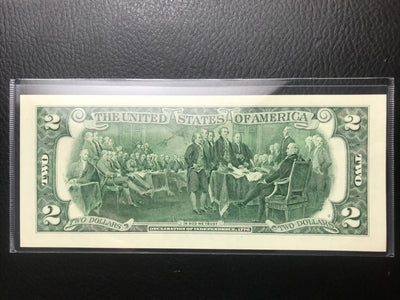 THE UNITED STATES OF AMERICA
2 2
TWO TWO
2 2
TWO DOLLARS TWO DOLLARS
IN GOD WE TRUST
DECLARATION OF INDEPENDENCE, 1776